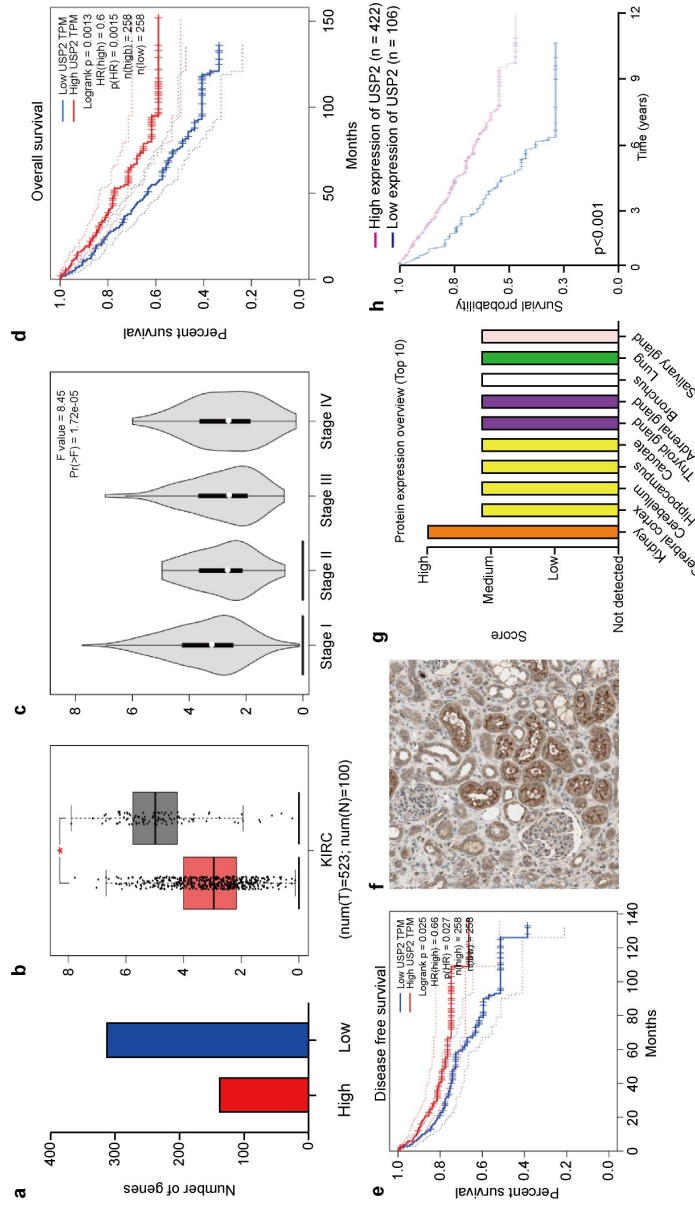 a
Number of genes
400
300
200
100
0
High
Low
b
8
6
4
2
0
*
KIRC
(num(T)=523; num(N)=100)
c
8
6
4
2
0
F value = 8.45
Pr(>F) = 1.72e-05
Stage I
Stage II
Stage III
Stage IV
d
Overall survival
Percent survival
1.0
0.8
0.6
0.4
0.2
0.0
Low USP2 TPM
High USP2 TPM
Logrank p = 0.0013
HR(high) = 0.6
p(HR) = 0.0015
n(high) = 258
n(low) = 258
0
50
100
150
Months
e
Disease free survival
Percent survival
1.0
0.8
0.6
0.4
0.2
0.0
Low USP2 TPM
High USP2 TPM
Logrank p = 0.025
HR(high) = 0.66
p(HR) = 0.027
n(high) = 258
n(low) = 258
0
20
40
60
80
100
120
140
Months
f
g
Protein expression overview (Top 10)
Score
High
Medium
Low
Not detected
Kidney
Cerebral cortex
Cerebellum
Hippocampus
Caudate
Thyroid gland
Adrenal gland
Bronchus
Lung
Salivary gland
h
High expression of USP2 (n = 422)
Low expression of USP2 (n = 106)
Survial probability
1.0
0.8
0.5
0.3
0.0
p<0.001
0
3
6
9
12
Time (years)